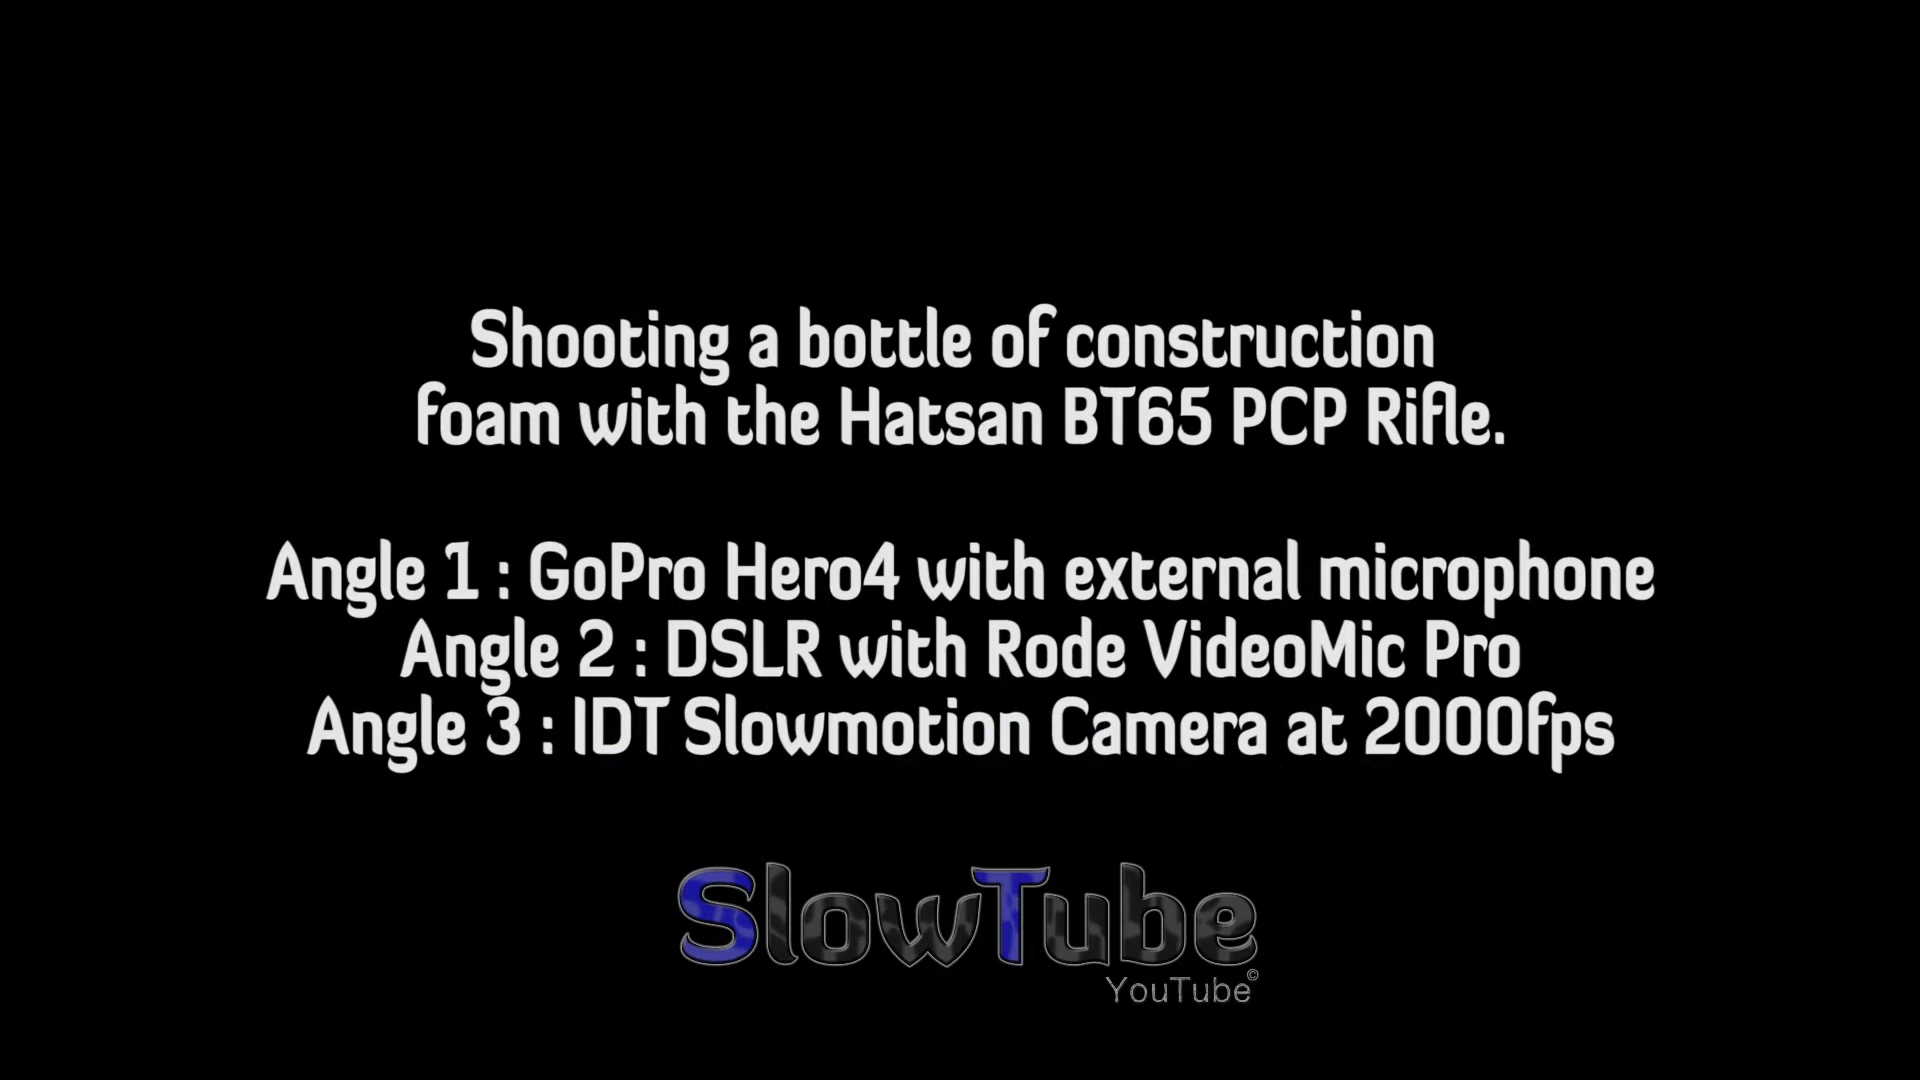 Shooting a bottle of construction
foam with the Hatsan BT65 PCP Rifle.
Angle 1 : GoPro Hero4 with external microphone
Angle 2 : DSLR with Rode VideoMic Pro
Angle 3 : IDT Slowmotion Camera at 2000fps
SlowTube
YouTube©